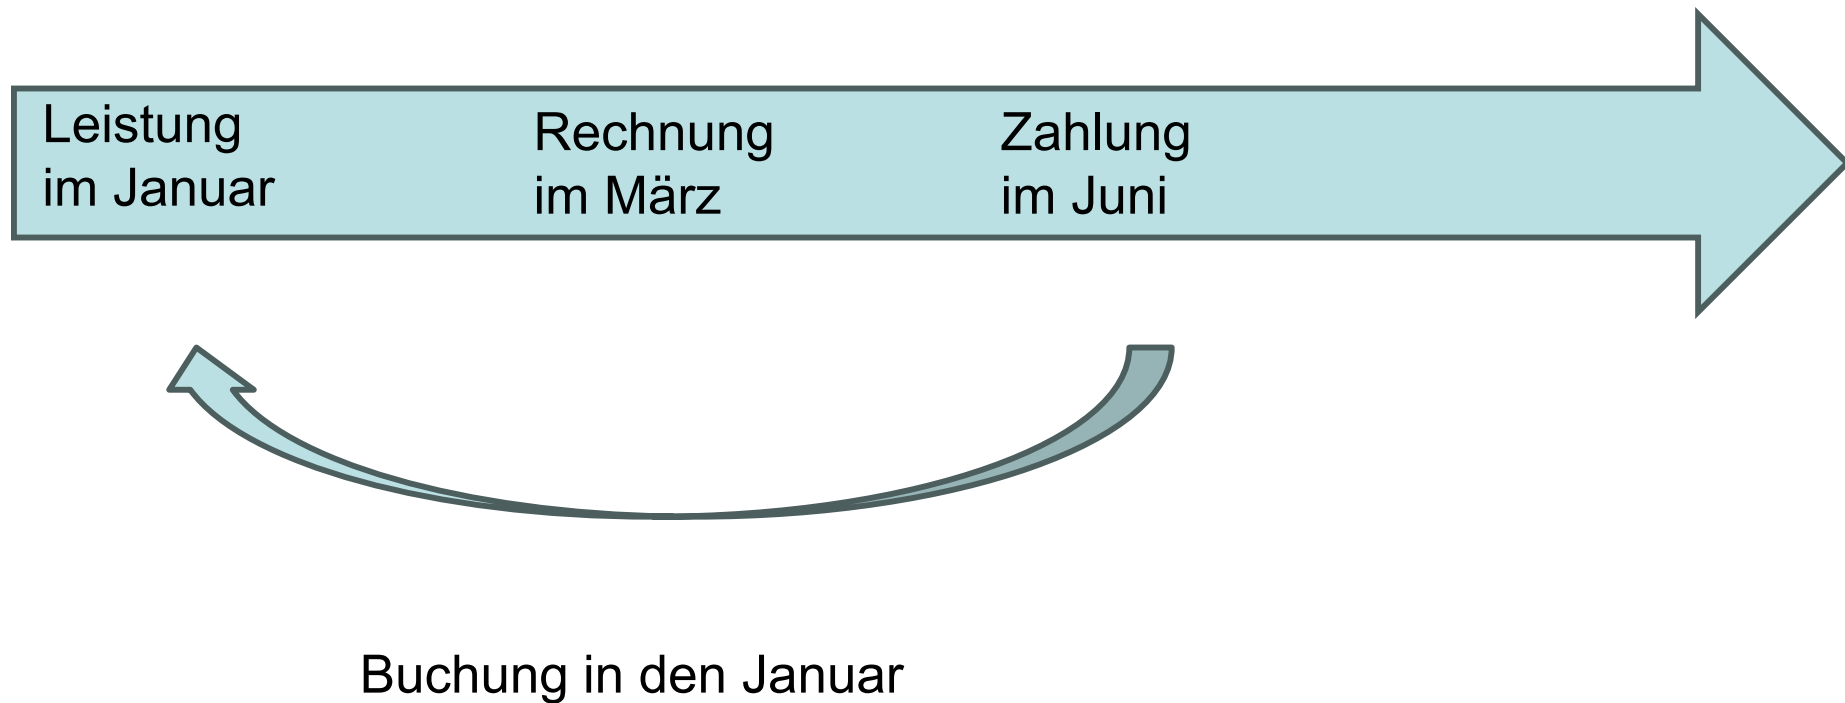 Leistung
im Januar
Rechnung
im März
Zahlung
im Juni
Buchung in den Januar